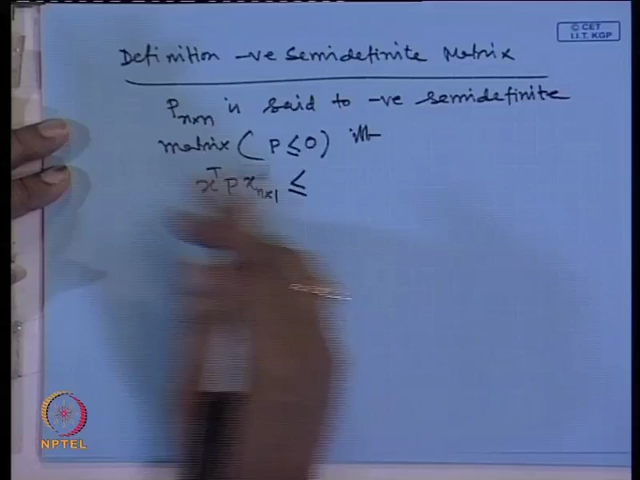 © CET
I.I.T. KGP
Definition -ve Semidefinite Matrix
Pₙₓₙ is said to -ve semidefinite
matrix ( P ≤ 0 ) iff
xᵀ P xₙₓ₁ ≤
NPTEL